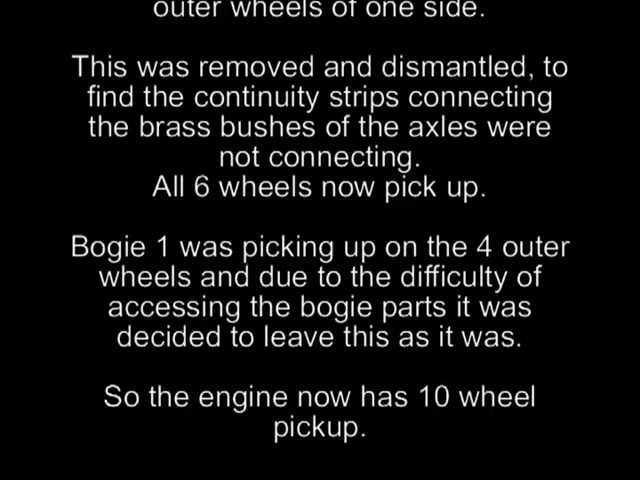 outer wheels of one side.
This was removed and dismantled, to
find the continuity strips connecting
the brass bushes of the axles were
not connecting.
All 6 wheels now pick up.
Bogie 1 was picking up on the 4 outer
wheels and due to the difficulty of
accessing the bogie parts it was
decided to leave this as it was.
So the engine now has 10 wheel
pickup.